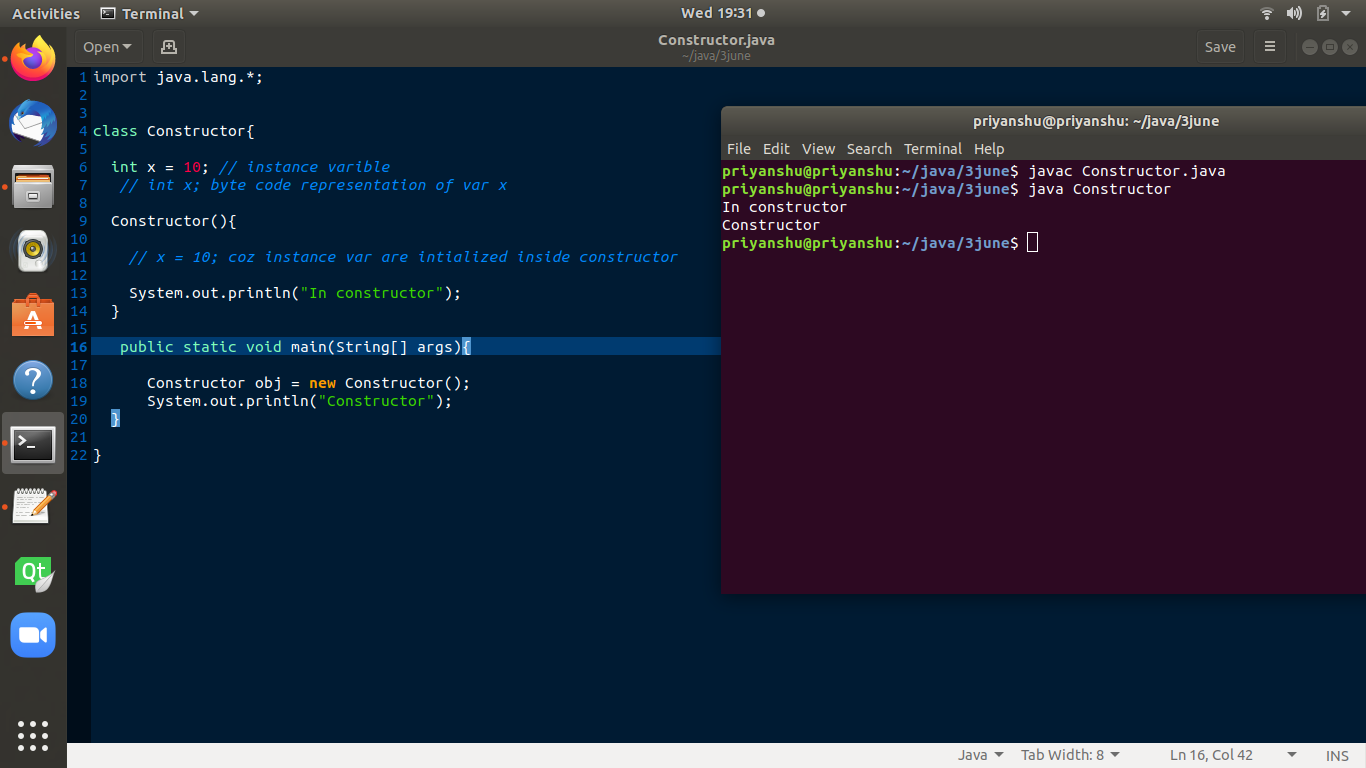 Activities Terminal Wed 19:31
Open Constructor.java Save
~/java/3june
1 import java.lang.*;
2
3
4 class Constructor{
5
6 int x = 10; // instance varible
7 // int x; byte code representation of var x
8
9 Constructor(){
10
11 // x = 10; coz instance var are intialized inside constructor
12
13 System.out.println("In constructor");
14 }
15
16 public static void main(String[] args){
17
18 Constructor obj = new Constructor();
19 System.out.println("Constructor");
20 }
21
22 }
priyanshu@priyanshu: ~/java/3june
File Edit View Search Terminal Help
priyanshu@priyanshu:~/java/3june$ javac Constructor.java
priyanshu@priyanshu:~/java/3june$ java Constructor
In constructor
Constructor
priyanshu@priyanshu:~/java/3june$
Qt
Java Tab Width: 8 Ln 16, Col 42 INS